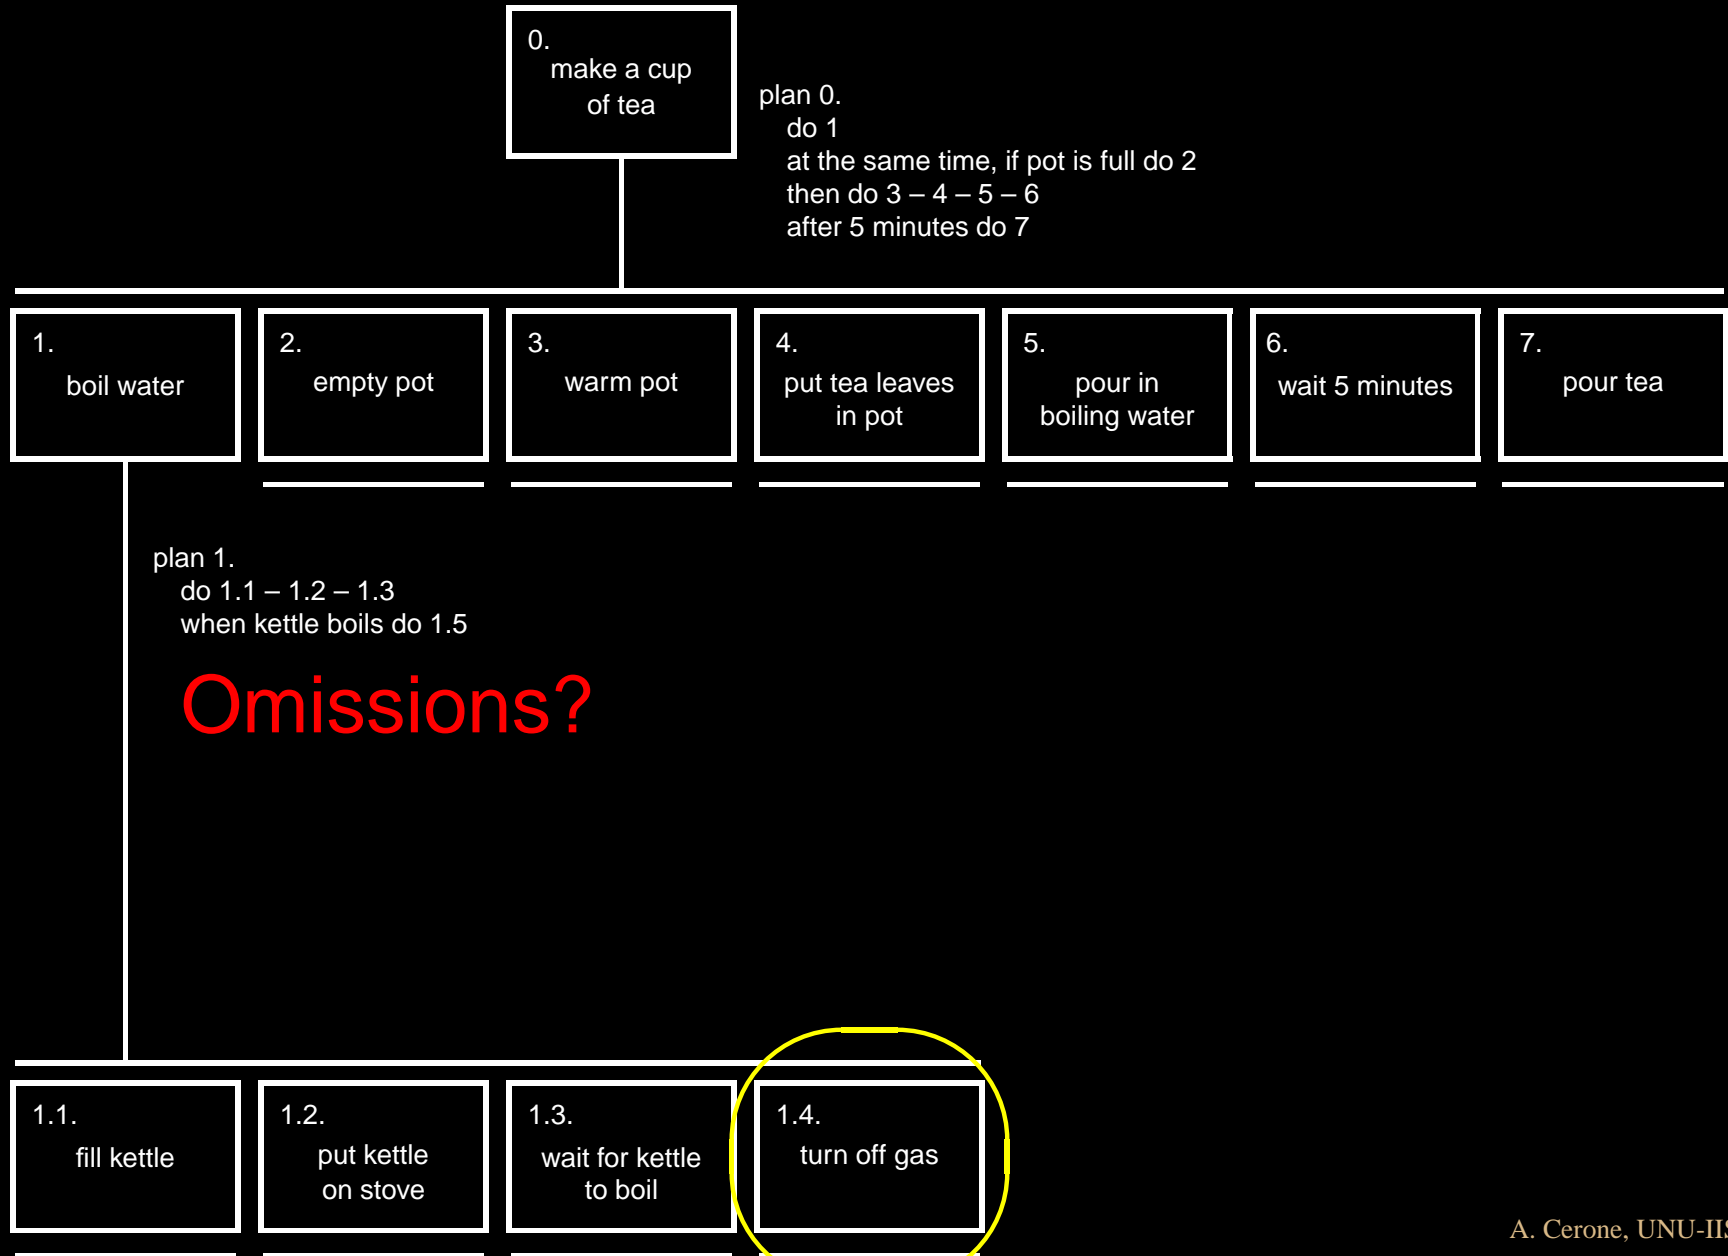 0.
make a cup
of tea
plan 0.
do 1
at the same time, if pot is full do 2
then do 3 – 4 – 5 – 6
after 5 minutes do 7
1.
boil water
2.
empty pot
3.
warm pot
4.
put tea leaves
in pot
5.
pour in
boiling water
6.
wait 5 minutes
7.
pour tea
plan 1.
do 1.1 – 1.2 – 1.3
when kettle boils do 1.5
Omissions?
1.1.
fill kettle
1.2.
put kettle
on stove
1.3.
wait for kettle
to boil
1.4.
turn off gas
A. Cerone, UNU-IIS